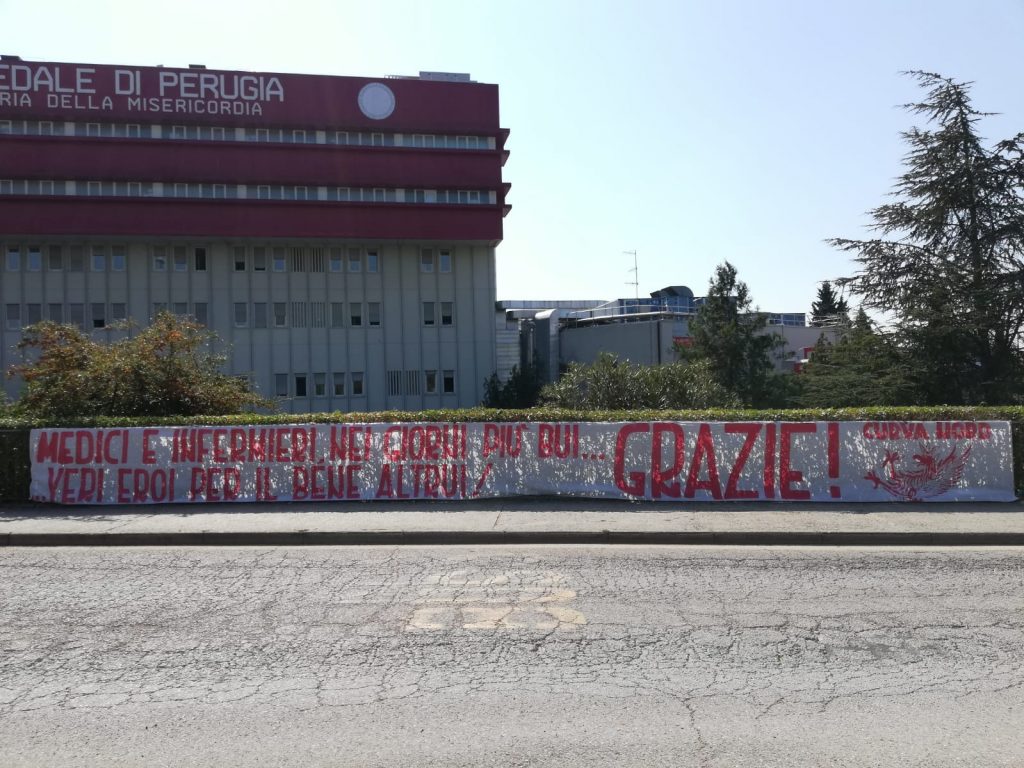 EDALE DI PERUGIA
RIA DELLA MISERICORDIA
MEDICI E INFERMIERI, NEI GIORNI PIU' BUI...
...VERI EROI PER IL BENE ALTRUI!
GRAZIE!
CURVA NORD
BUS